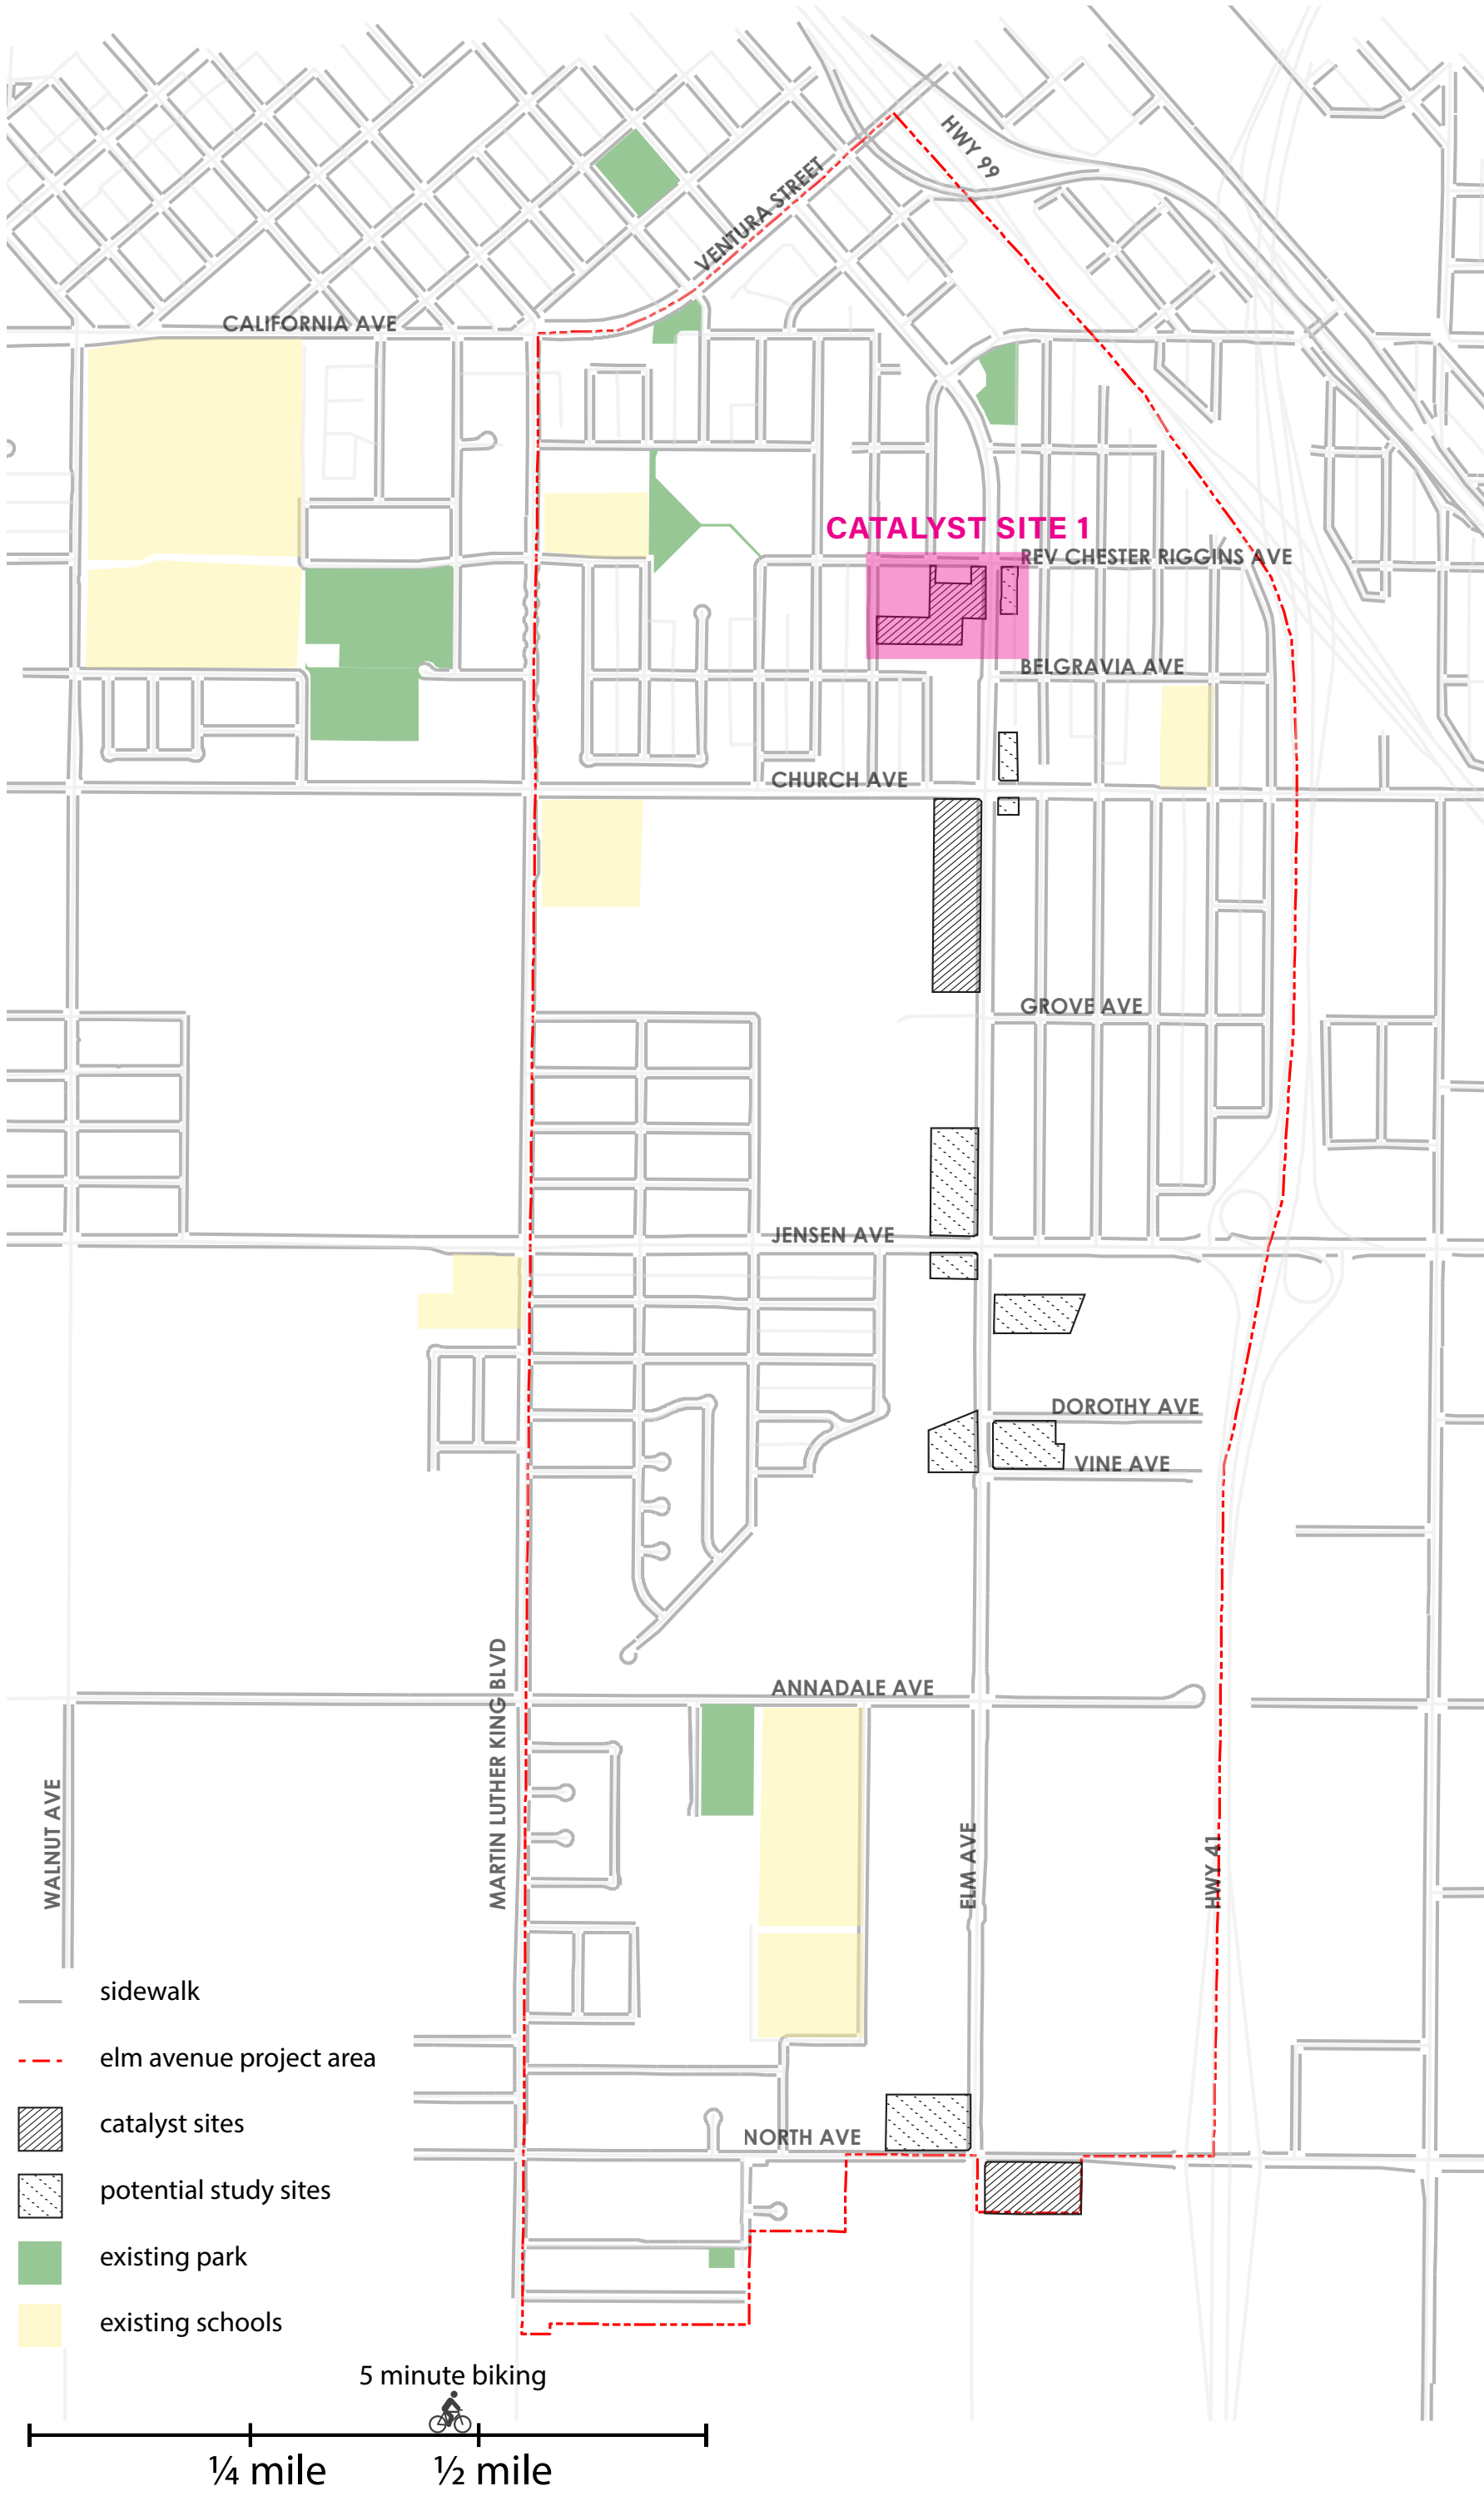 HWY 99
VENTURA STREET
CALIFORNIA AVE
CATALYST SITE 1
REV CHESTER RIGGINS AVE
BELGRAVIA AVE
CHURCH AVE
GROVE AVE
JENSEN AVE
DOROTHY AVE
VINE AVE
ANNADALE AVE
WALNUT AVE
MARTIN LUTHER KING BLVD
ELM AVE
HWY 41
NORTH AVE
sidewalk
elm avenue project area
catalyst sites
potential study sites
existing park
existing schools
5 minute biking
¼ mile
½ mile